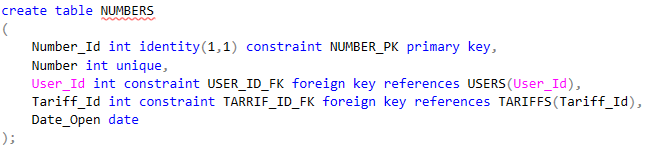 create table NUMBERS
(
    Number_Id int identity(1,1) constraint NUMBER_PK primary key,
    Number int unique,
    User_Id int constraint USER_ID_FK foreign key references USERS(User_Id),
    Tariff_Id int constraint TARRIF_ID_FK foreign key references TARIFFS(Tariff_Id),
    Date_Open date
);